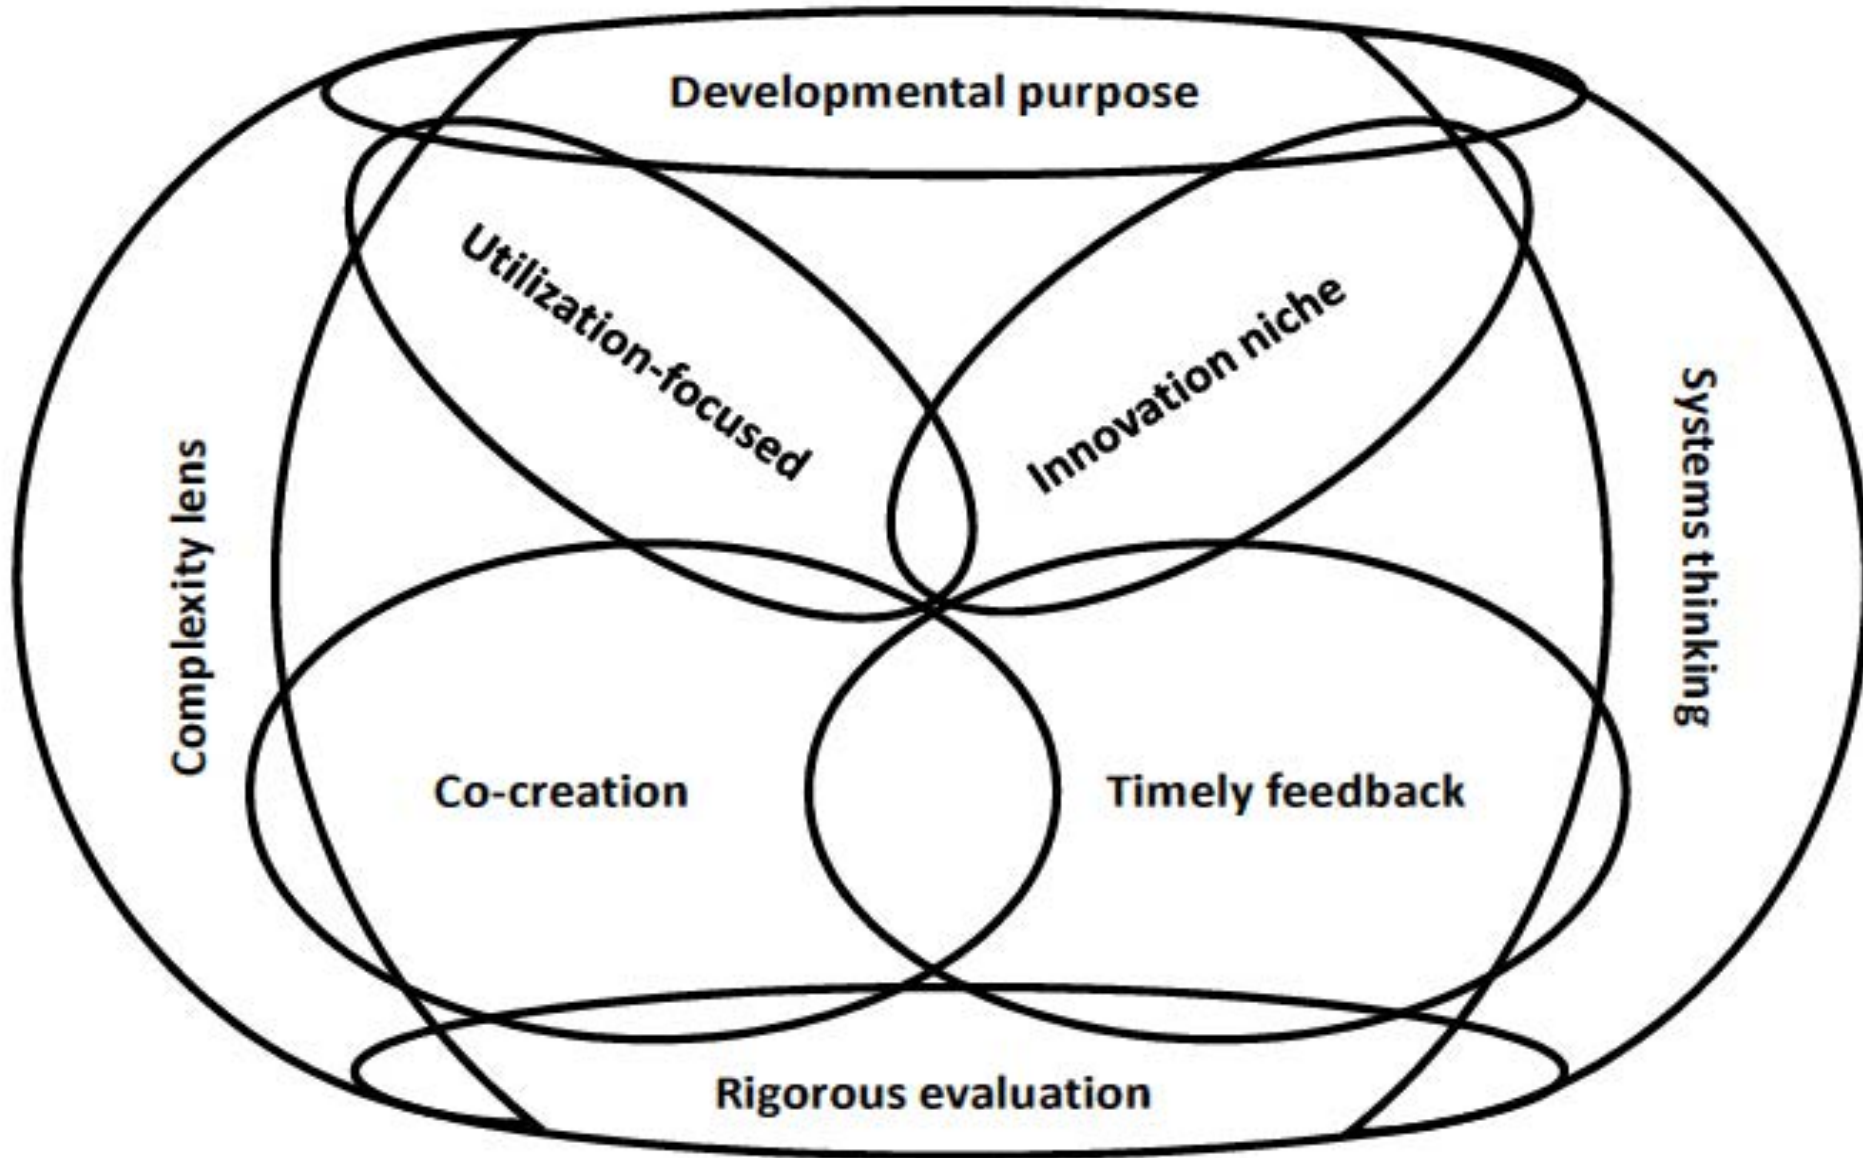 Developmental purpose
Utilization-focused
Innovation niche
Complexity lens
Systems thinking
Co-creation
Timely feedback
Rigorous evaluation